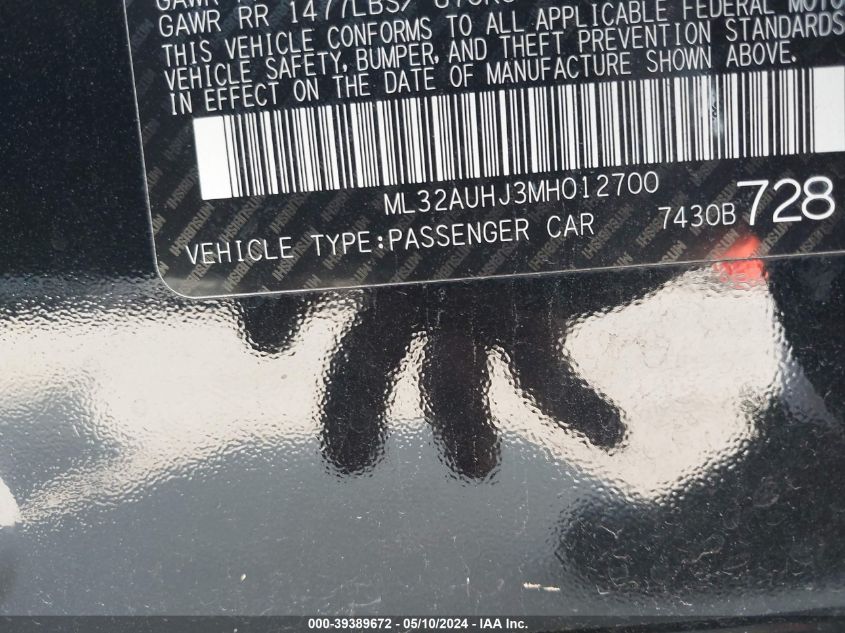 GAWR RR 1477LBS/
THIS VEHICLE CONFORMS TO ALL APPLICABLE FEDERAL MOTOR
VEHICLE SAFETY, BUMPER, AND THEFT PREVENTION STANDARDS
IN EFFECT ON THE DATE OF MANUFACTURE SHOWN ABOVE.
ML32AUHJ3MH012700
VEHICLE TYPE:PASSENGER CAR 7430B 728
000-39389672 - 05/10/2024 - IAA Inc.